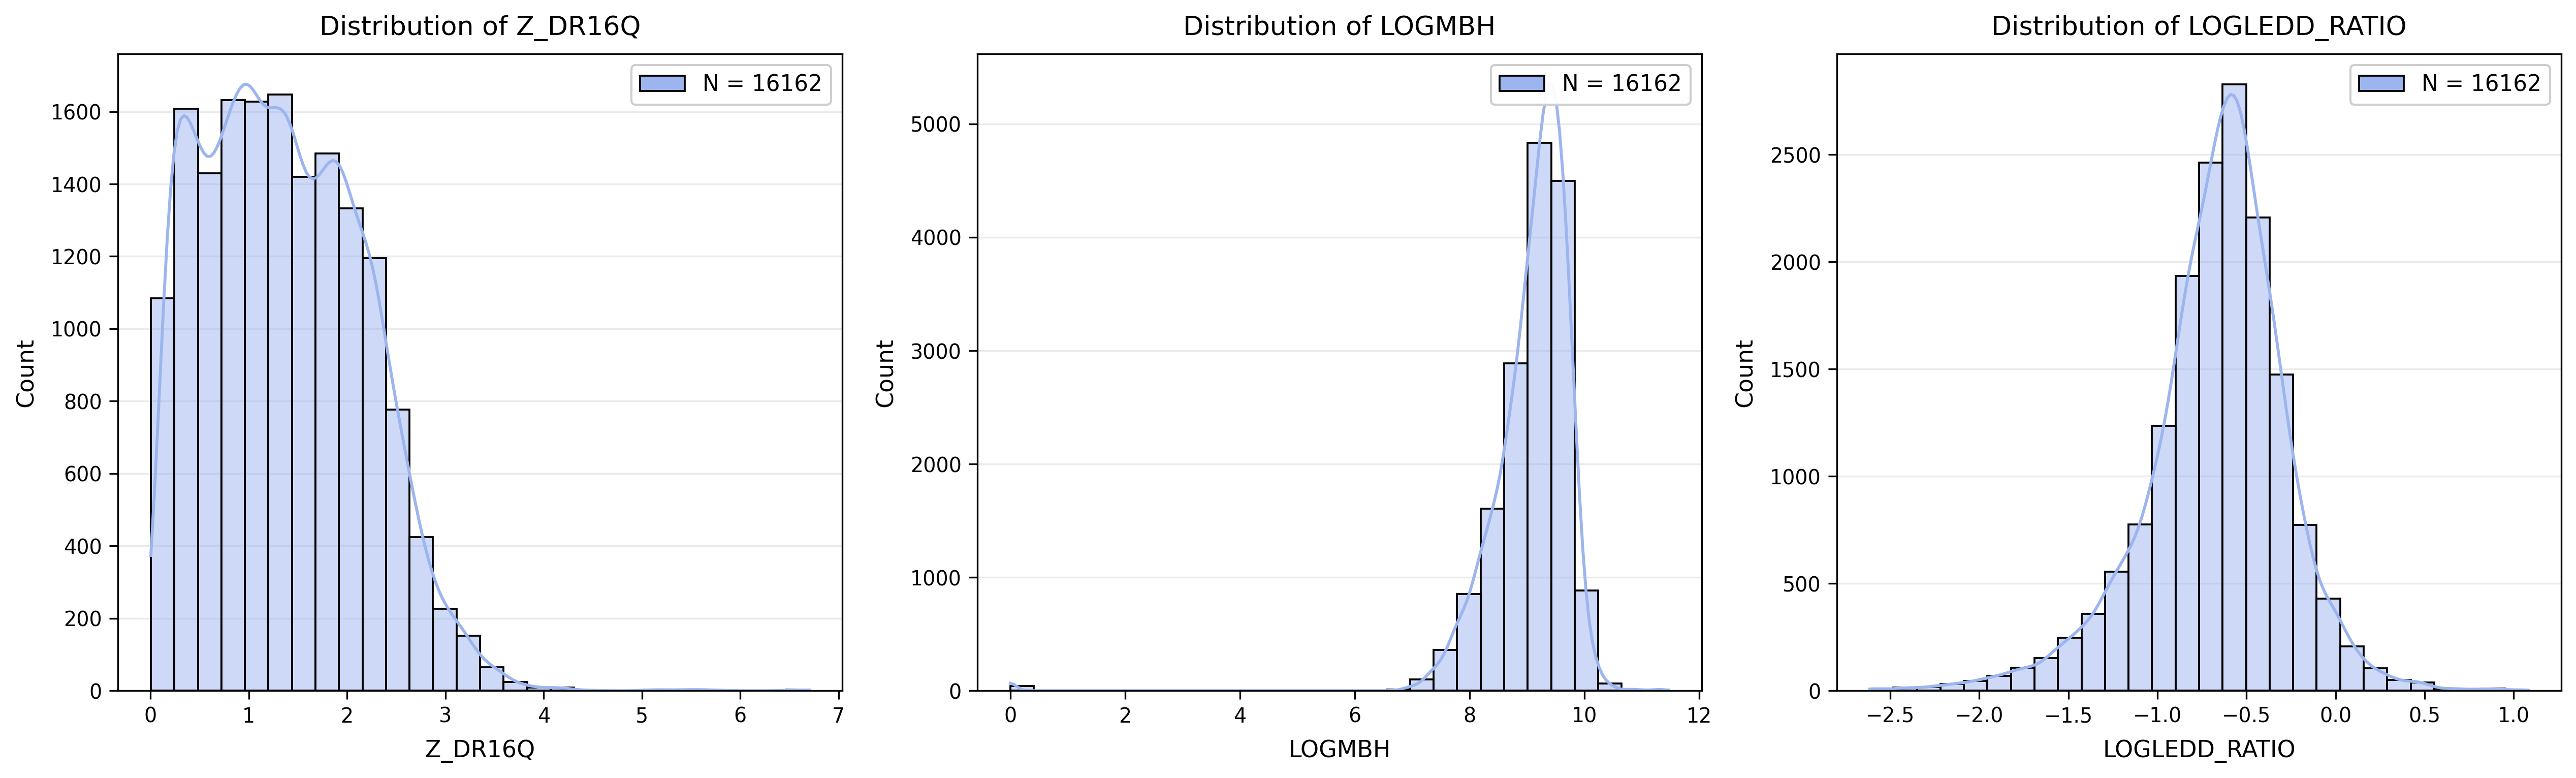 Distribution of Z_DR16Q
N = 16162
Count
1600
1400
1200
1000
800
600
400
200
0
0 1 2 3 4 5 6 7
Z_DR16Q
Distribution of LOGMBH
N = 16162
Count
5000
4000
3000
2000
1000
0
0 2 4 6 8 10 12
LOGMBH
Distribution of LOGLEDD_RATIO
N = 16162
Count
2500
2000
1500
1000
500
0
−2.5 −2.0 −1.5 −1.0 −0.5 0.0 0.5 1.0
LOGLEDD_RATIO